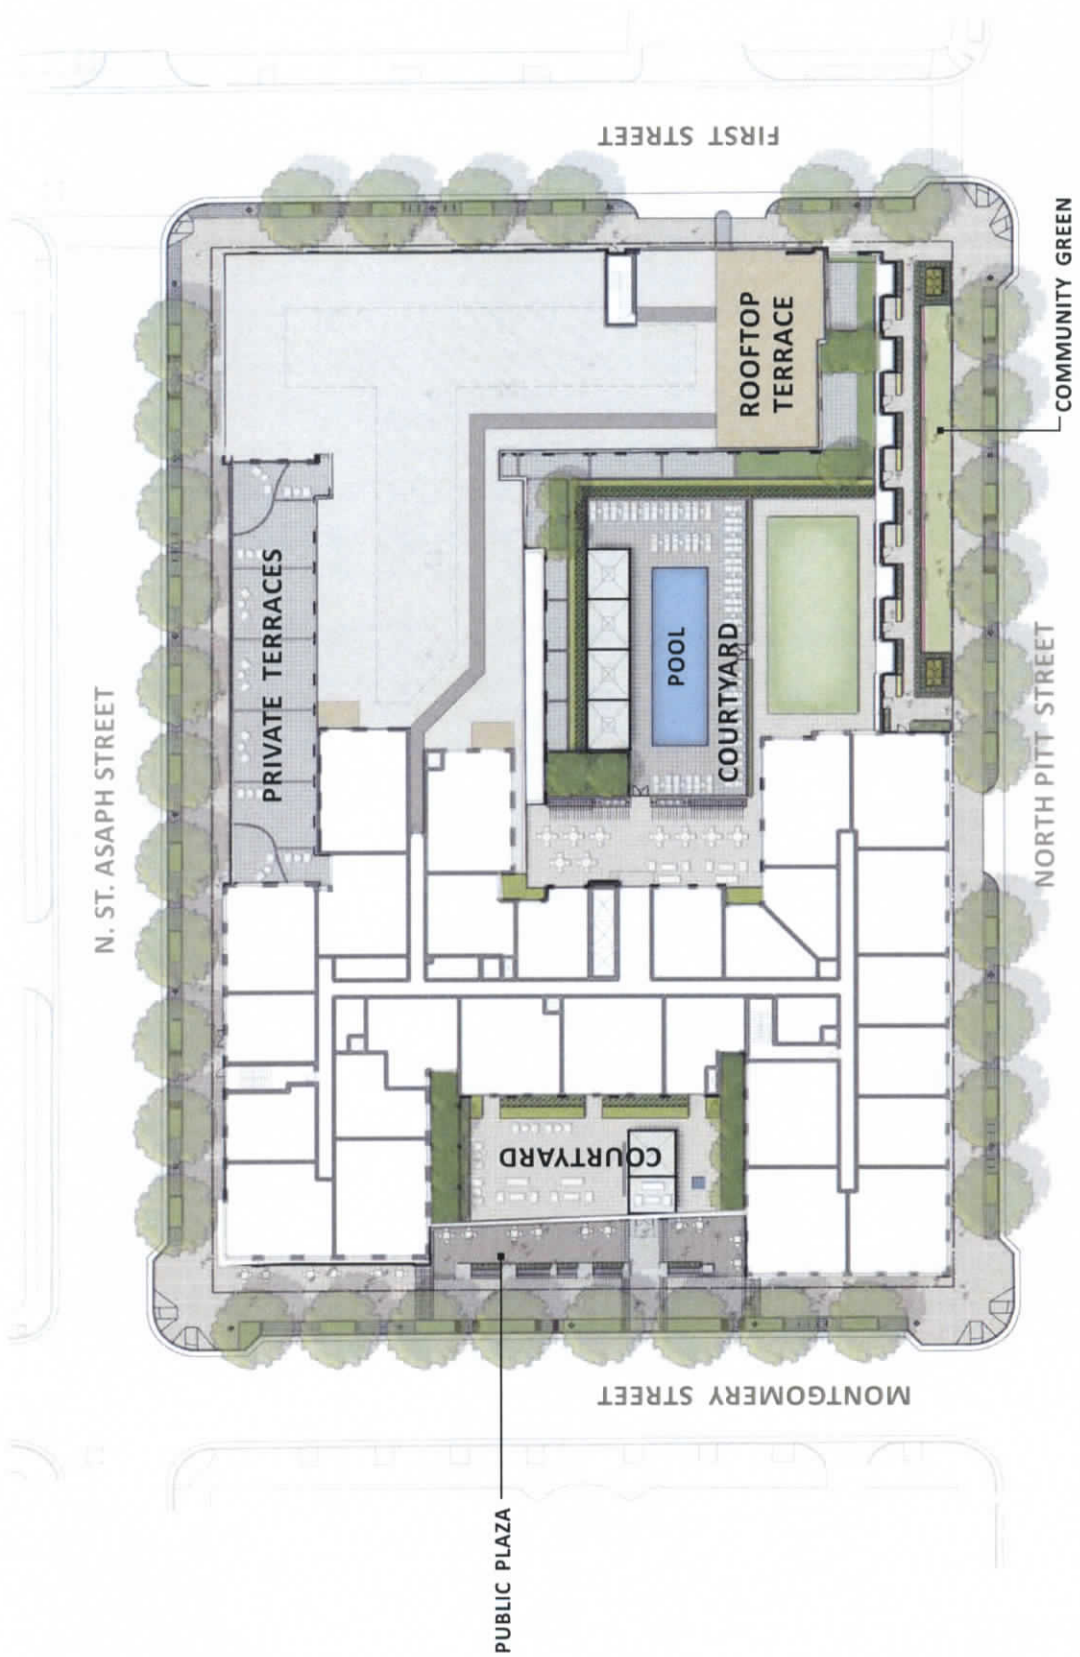 FIRST STREET
COMMUNITY GREEN
ROOFTOP
TERRACE
PRIVATE TERRACES
N. ST. ASAPH STREET
POOL
COURTYARD
NORTH PITT STREET
COURTYARD
MONTGOMERY STREET
PUBLIC PLAZA